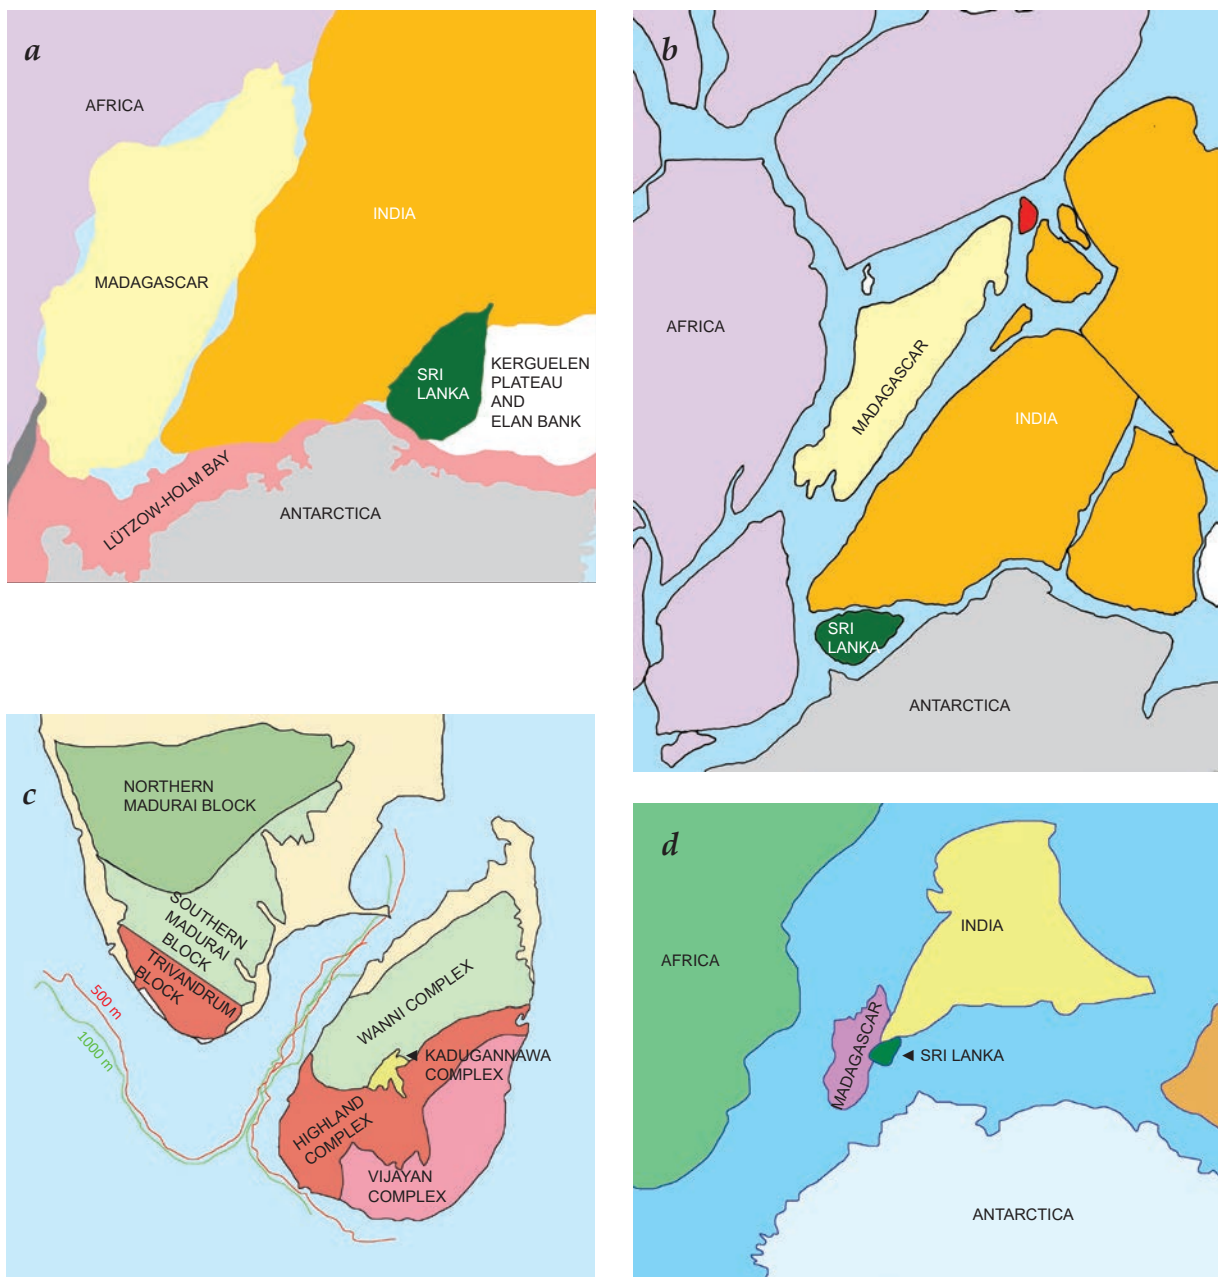 a
AFRICA
INDIA
MADAGASCAR
SRI
LANKA
KERGUELEN
PLATEAU
AND
ELAN BANK
LÜTZOW-HOLM BAY
ANTARCTICA
b
AFRICA
MADAGASCAR
INDIA
SRI
LANKA
ANTARCTICA
c
NORTHERN
MADURAI BLOCK
SOUTHERN
MADURAI
BLOCK
TRIVANDRUM
BLOCK
500 m
1000 m
WANNI COMPLEX
KADUGANNAWA
COMPLEX
HIGHLAND
COMPLEX
VIJAYAN
COMPLEX
d
INDIA
AFRICA
MADAGASCAR
SRI LANKA
ANTARCTICA